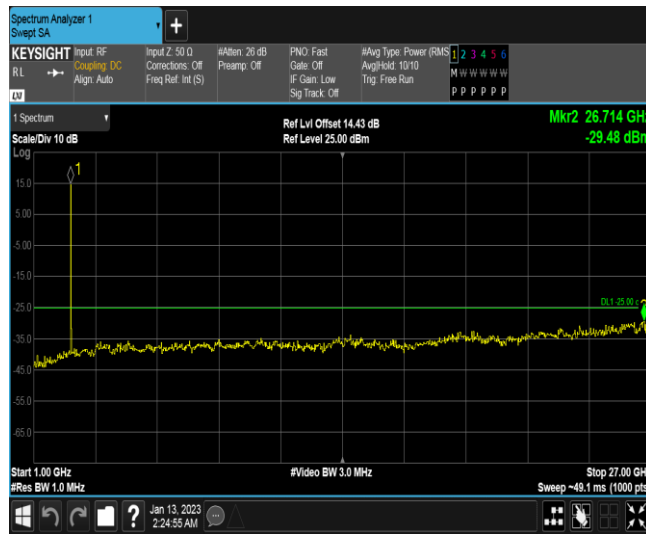 Spectrum Analyzer 1
Swept SA
+
KEYSIGHT
RL
LXI
Input: RF
Coupling: DC
Align: Auto
Input Z: 50 Ω
Corrections: Off
Freq Ref: Int (S)
#Atten: 26 dB
Preamp: Off
PNO: Fast
Gate: Off
IF Gain: Low
Sig Track: Off
#Avg Type: Power (RMS
Avg|Hold: 10/10
Trig: Free Run
1 2 3 4 5 6
M W W W W W
P P P P P P
1 Spectrum
Scale/Div 10 dB
Ref Lvl Offset 14.43 dB
Ref Level 25.00 dBm
Mkr2 26.714 GHz
-29.48 dBm
Log
1
15.0
5.00
-5.00
-15.0
-25.0
DL1 -25.00
-35.0
-45.0
-55.0
-65.0
Start 1.00 GHz
#Video BW 3.0 MHz
Stop 27.00 GHz
#Res BW 1.0 MHz
Sweep ~49.1 ms (1000 pts
?
Jan 13, 2023
2:24:55 AM